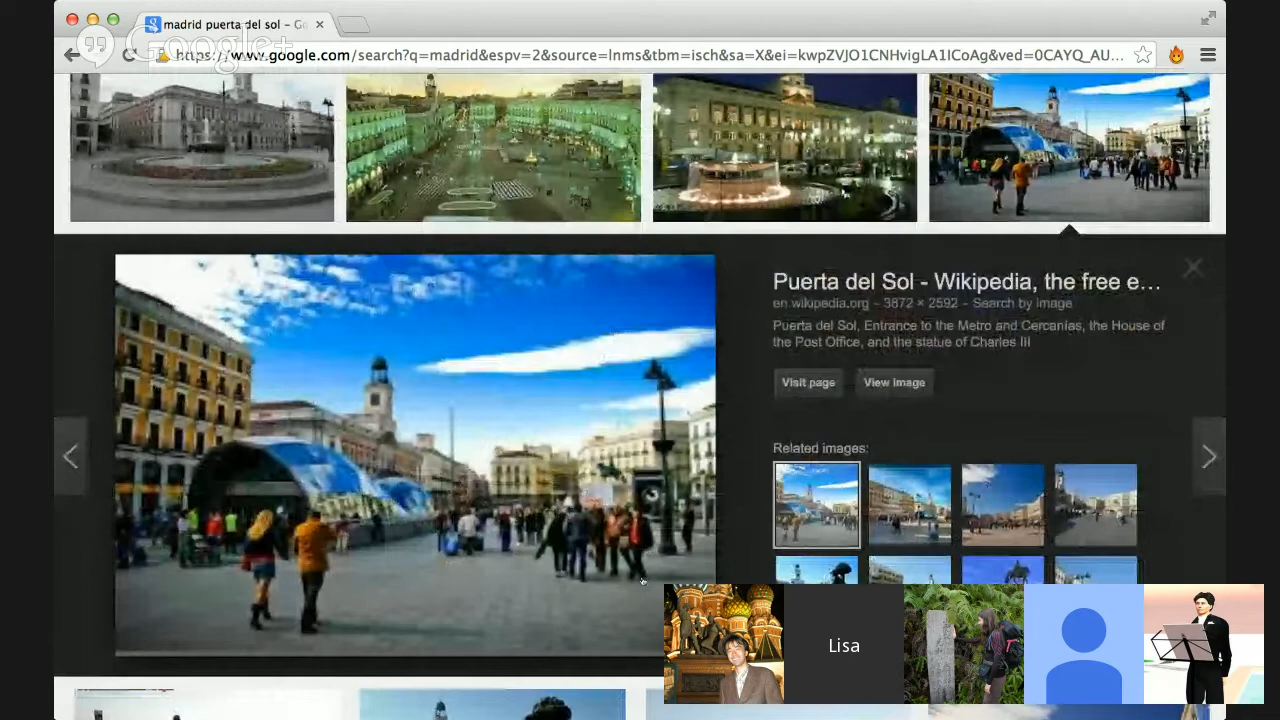 madrid puerta del sol - Go
Google+
https://www.google.com/search?q=madrid&espv=2&source=lnms&tbm=isch&sa=X&ei=kwpZVJO1CNHvigLA1ICoAg&ved=0CAYQ_AU...
Puerta del Sol - Wikipedia, the free e...
en.wikipedia.org - 3872 × 2592 - Search by image
Puerta del Sol, Entrance to the Metro and Cercanías, the House of
the Post Office, and the statue of Charles III
Visit page
View image
Related images:
Lisa